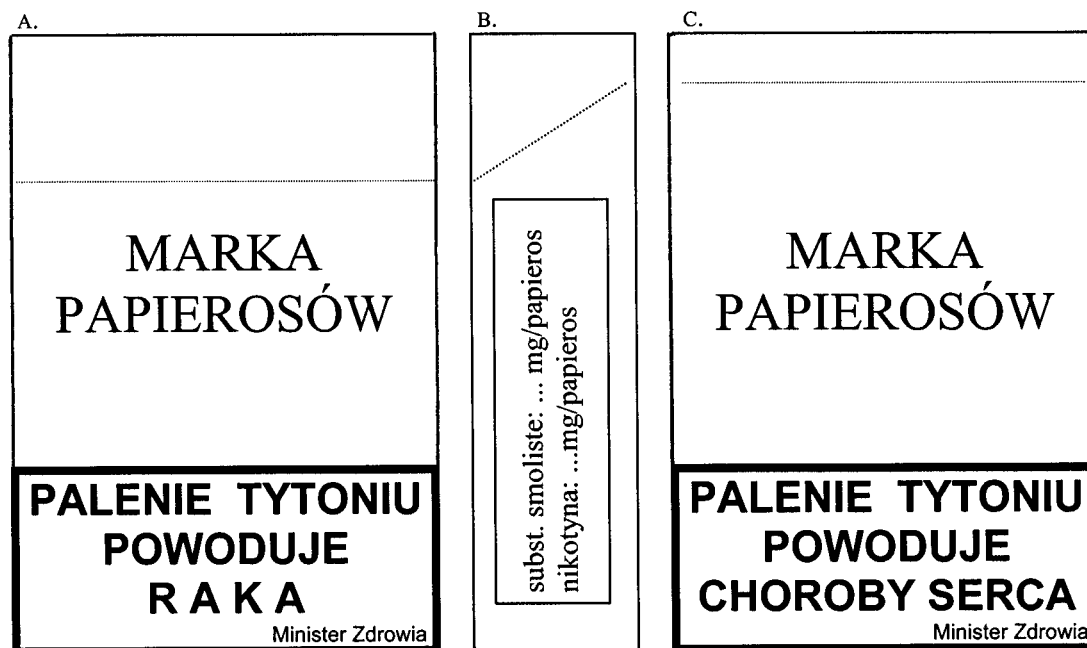 A.
MARKA
PAPIEROSÓW
PALENIE TYTONIU
POWODUJE
R A K A
Minister Zdrowia
B.
subst. smoliste: ... mg/papieros
nikotyna: ...mg/papieros
C.
MARKA
PAPIEROSÓW
PALENIE TYTONIU
POWODUJE
CHOROBY SERCA
Minister Zdrowia